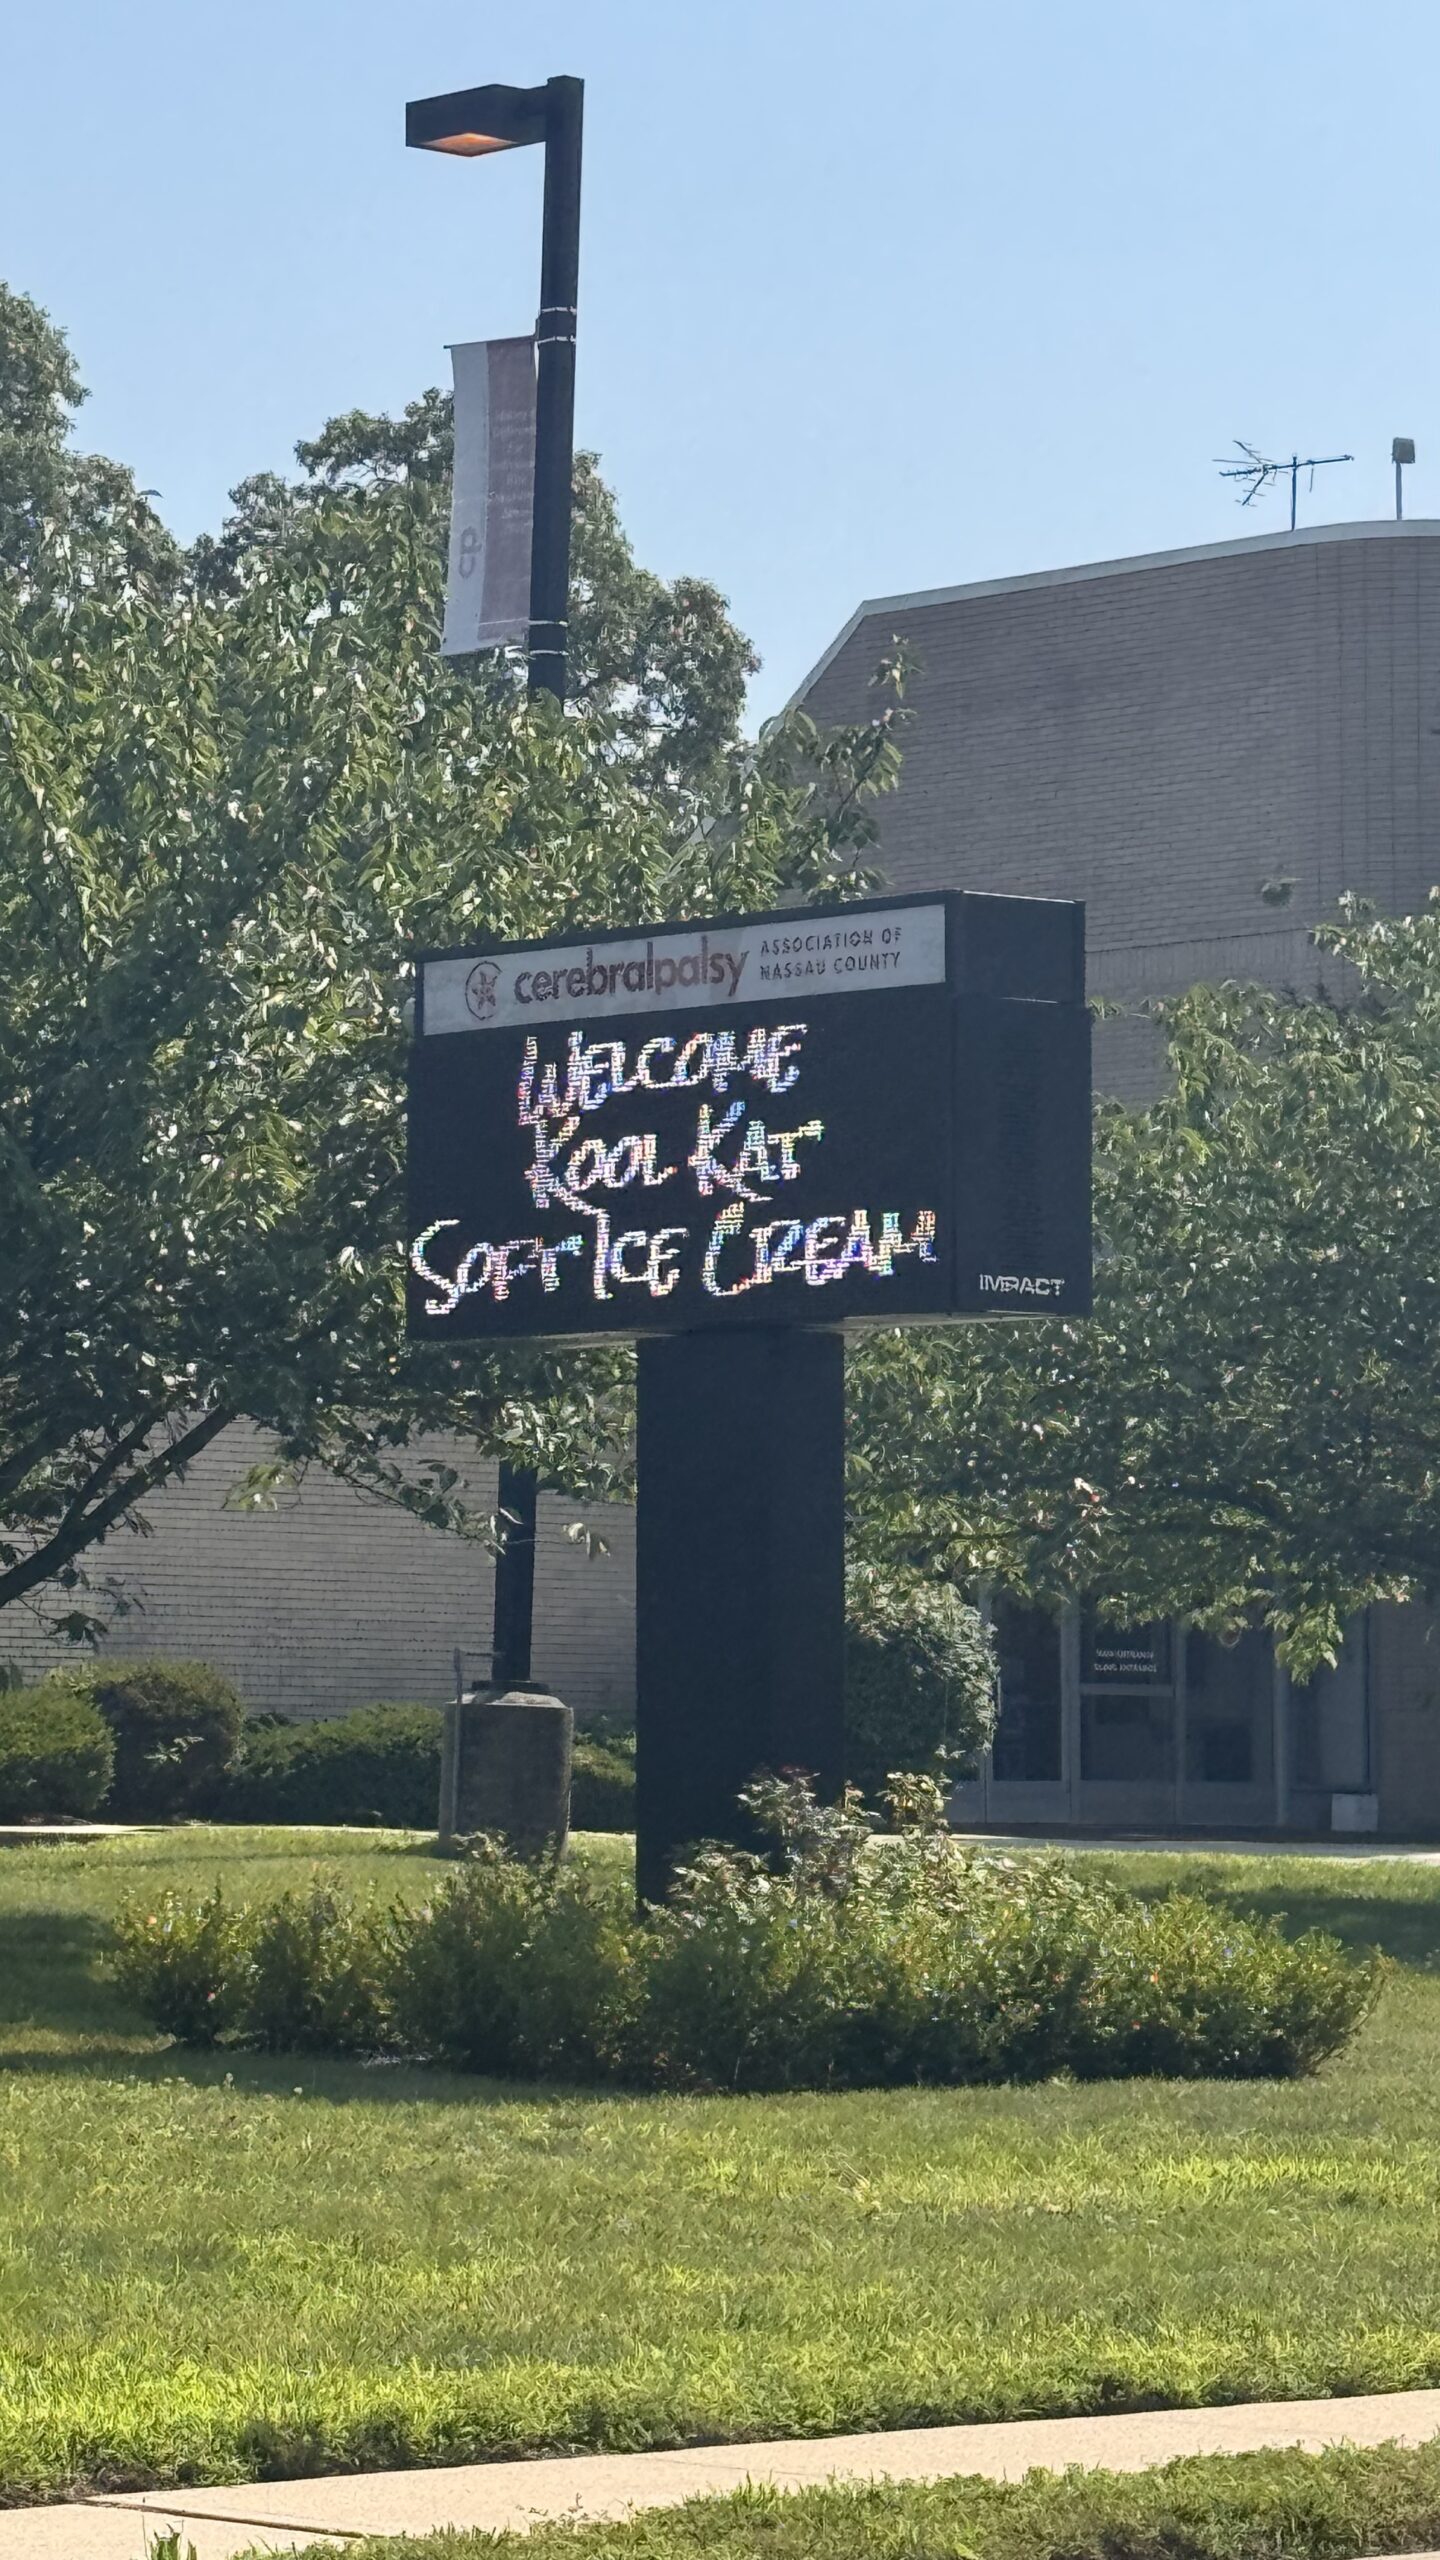 cerebralpalsy
ASSOCIATION OF
NASSAU COUNTY
WELCOME
KOOL KAT
SOFT ICE CREAM
IMPACT